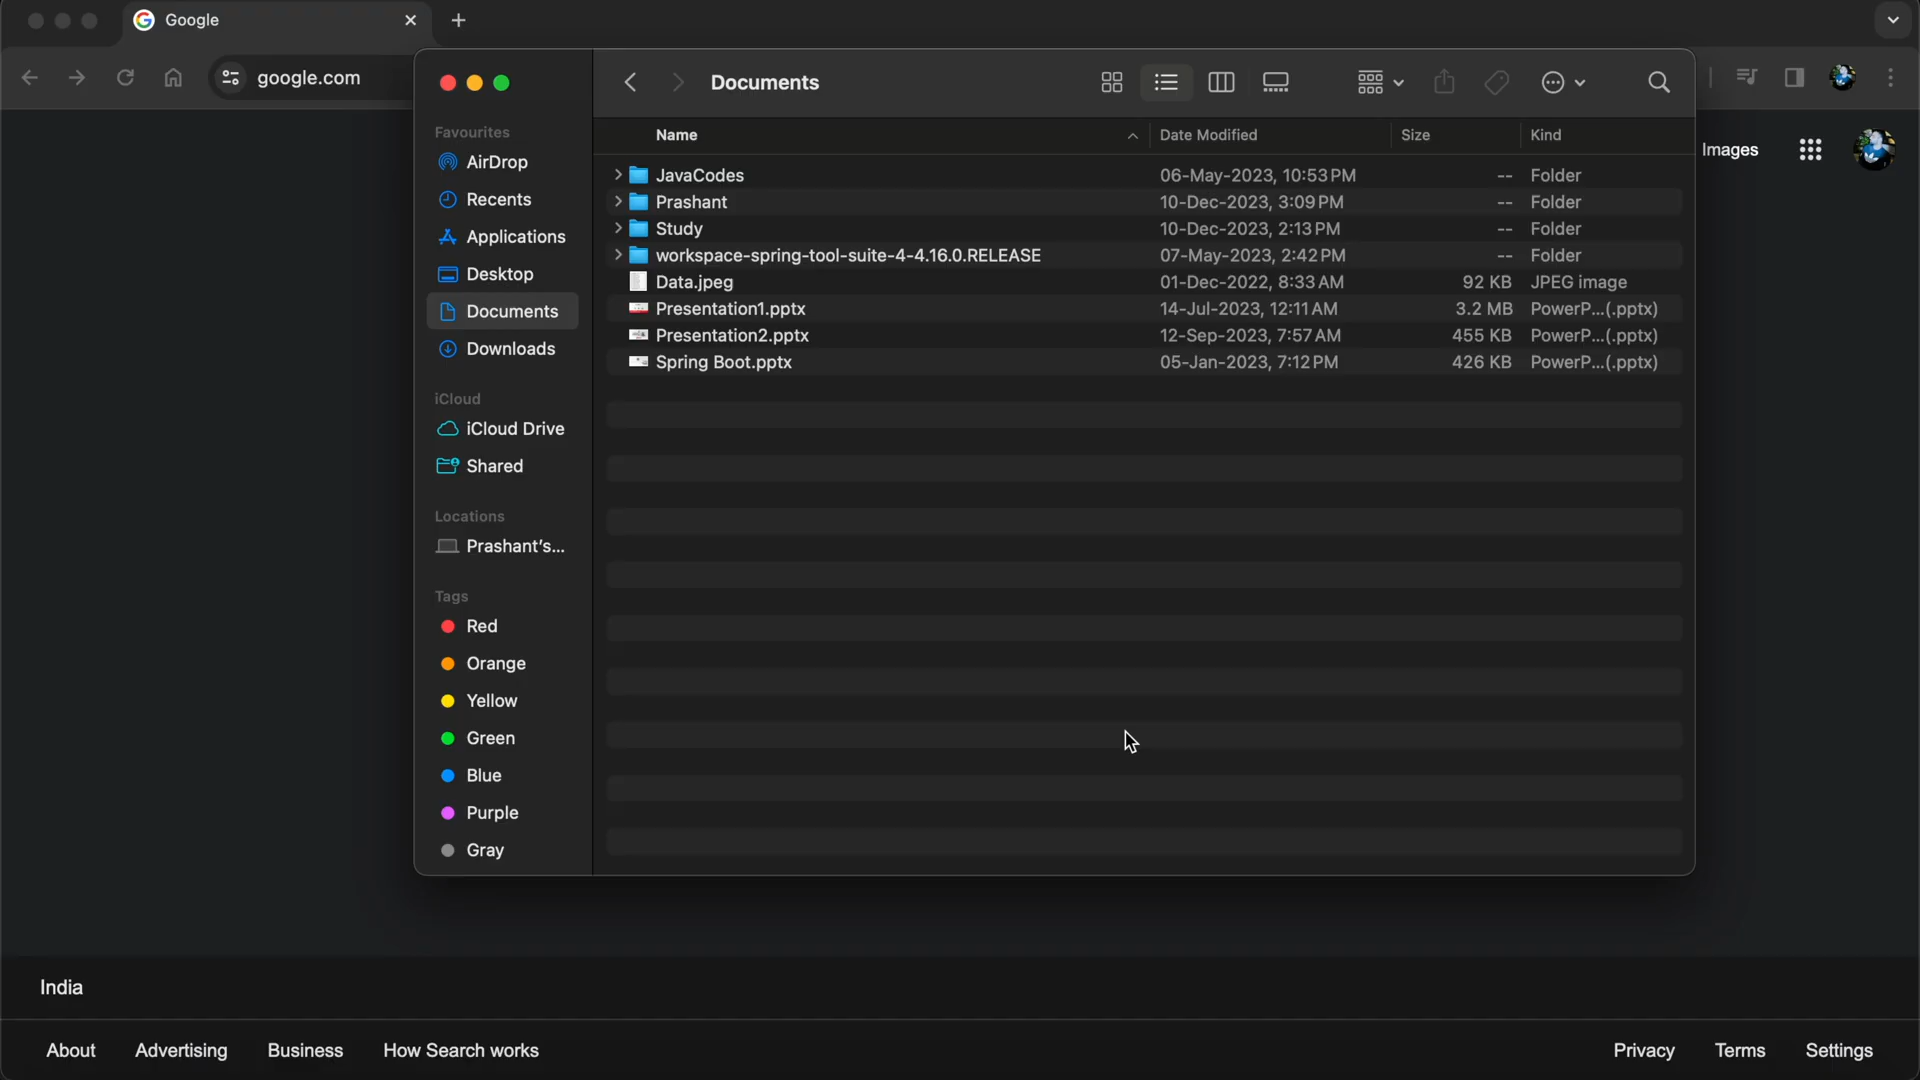 Google
google.com
Images
Favourites
AirDrop
Recents
Applications
Desktop
Documents
Downloads
iCloud
iCloud Drive
Shared
Locations
Prashant's...
Tags
Red
Orange
Yellow
Green
Blue
Purple
Gray
Documents
Name Date Modified Size Kind
JavaCodes 06-May-2023, 10:53 PM -- Folder
Prashant 10-Dec-2023, 3:09 PM -- Folder
Study 10-Dec-2023, 2:13 PM -- Folder
workspace-spring-tool-suite-4-4.16.0.RELEASE 07-May-2023, 2:42 PM -- Folder
Data.jpeg 01-Dec-2022, 8:33 AM 92 KB JPEG image
Presentation1.pptx 14-Jul-2023, 12:11 AM 3.2 MB PowerP...(.pptx)
Presentation2.pptx 12-Sep-2023, 7:57 AM 455 KB PowerP...(.pptx)
Spring Boot.pptx 05-Jan-2023, 7:12 PM 426 KB PowerP...(.pptx)
India
About Advertising Business How Search works Privacy Terms Settings